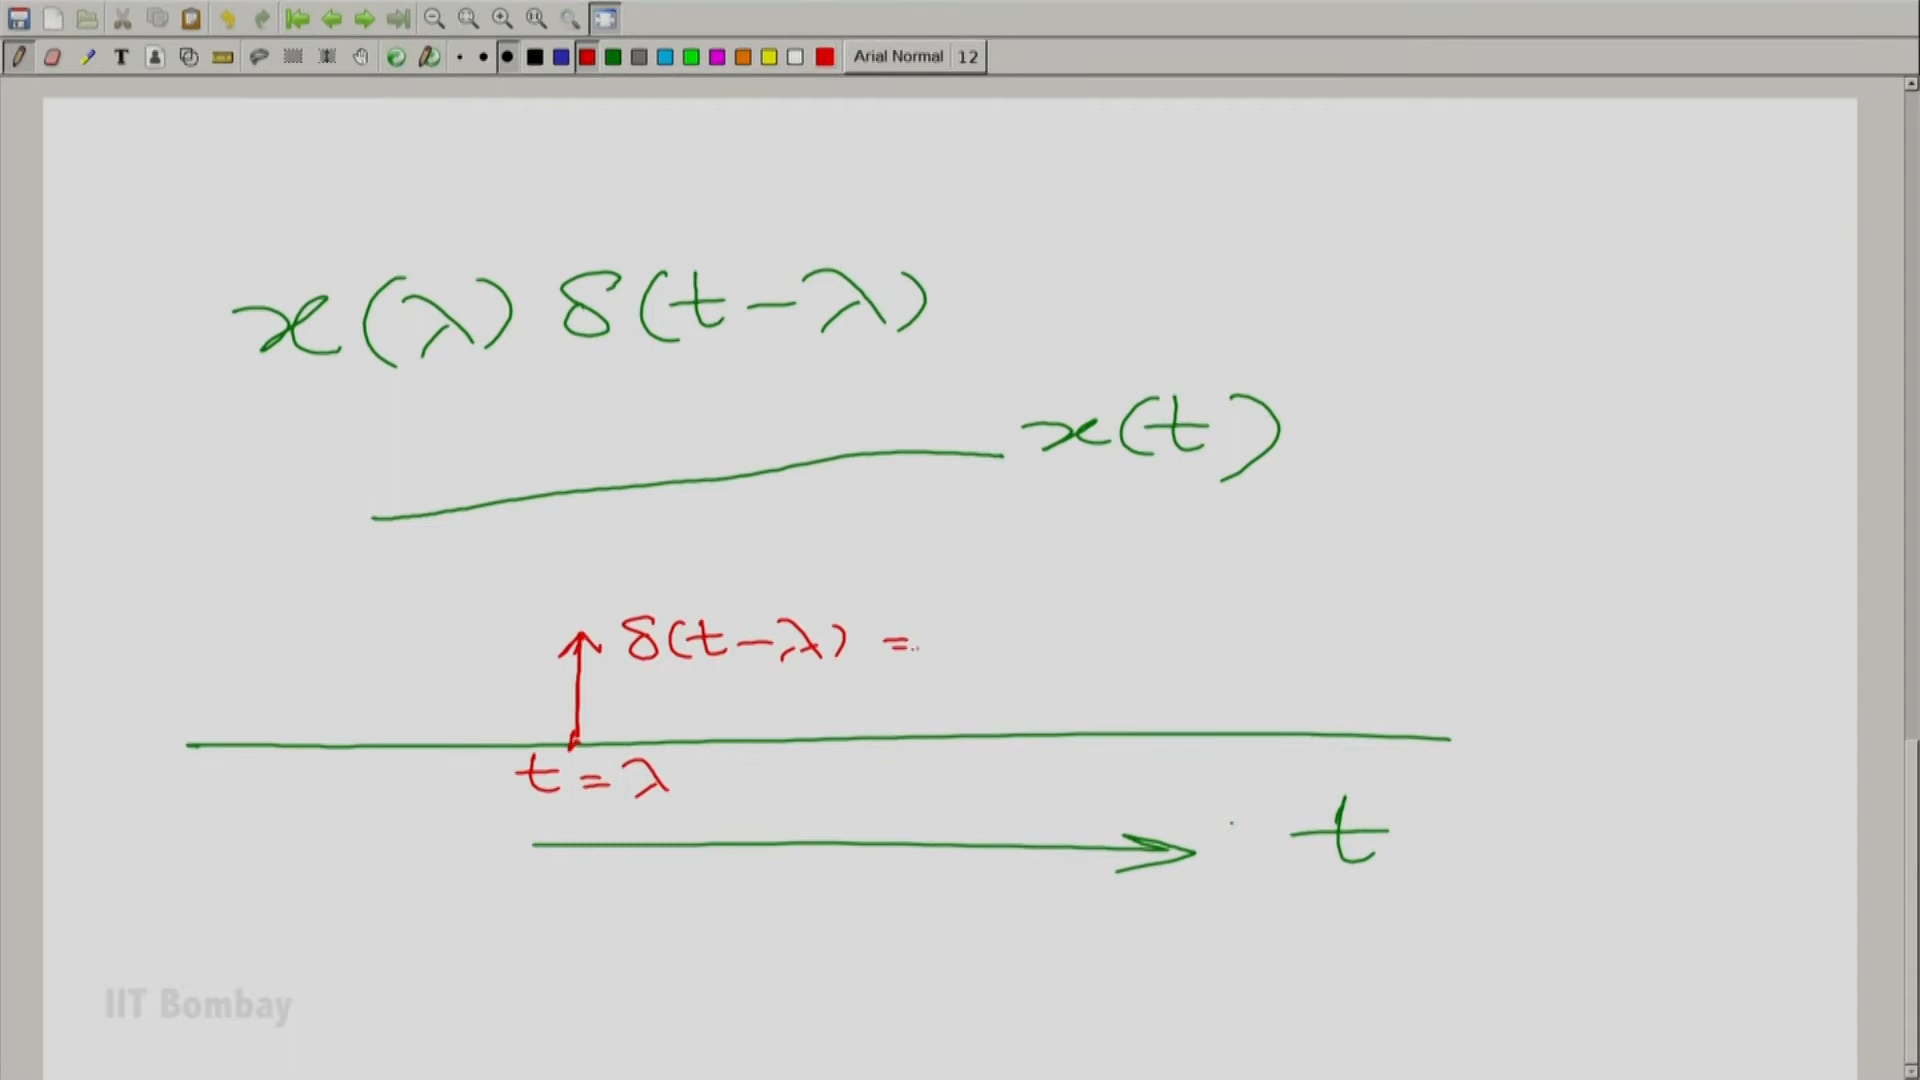 Arial Normal 12
x(λ) δ(t-λ)
x(t)
δ(t-λ) =
t = λ
t
IIT Bombay